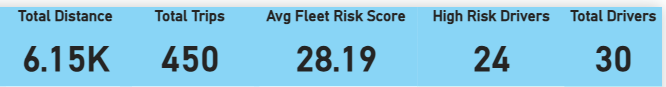 Total Distance Total Trips Avg Fleet Risk Score High Risk Drivers Total Drivers
6.15K 450 28.19 24 30